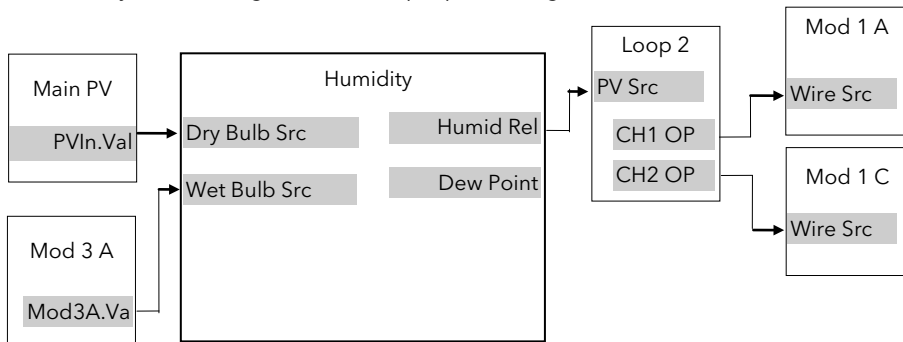 Main PV
PVIn.Val
Mod 3 A
Mod3A.Va
Humidity
Dry Bulb Src
Humid Rel
Wet Bulb Src
Dew Point
Loop 2
PV Src
CH1 OP
CH2 OP
Mod 1 A
Wire Src
Mod 1 C
Wire Src